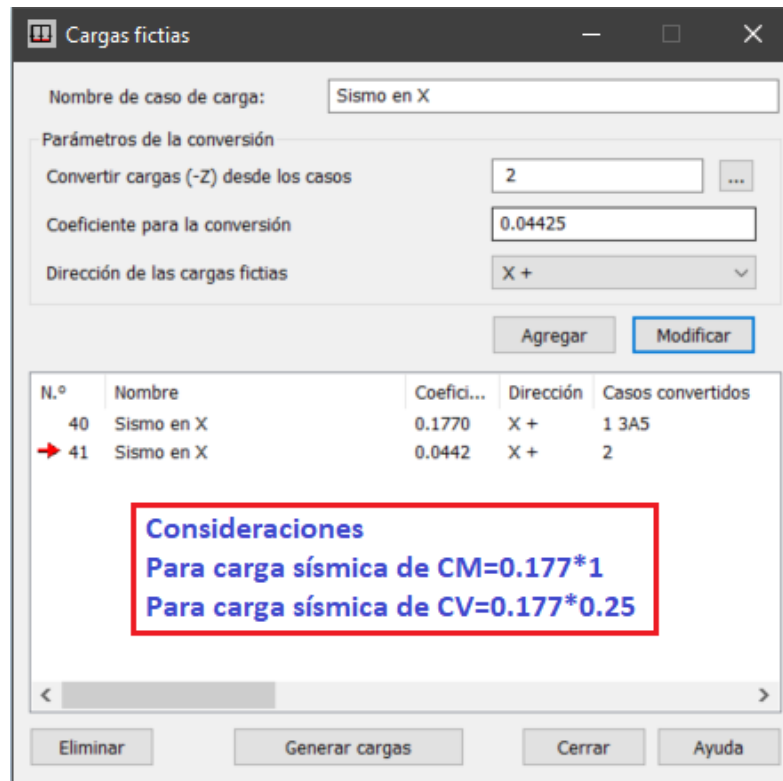 Cargas fictias
Nombre de caso de carga: Sismo en X
Parámetros de la conversión
Convertir cargas (-Z) desde los casos 2 ...
Coeficiente para la conversión 0.04425
Dirección de las cargas fictias X +
Agregar Modificar
N.º Nombre Coefici... Dirección Casos convertidos
40 Sismo en X 0.1770 X + 1 3A5
41 Sismo en X 0.0442 X + 2
Consideraciones
Para carga sísmica de CM=0.177*1
Para carga sísmica de CV=0.177*0.25
Eliminar Generar cargas Cerrar Ayuda